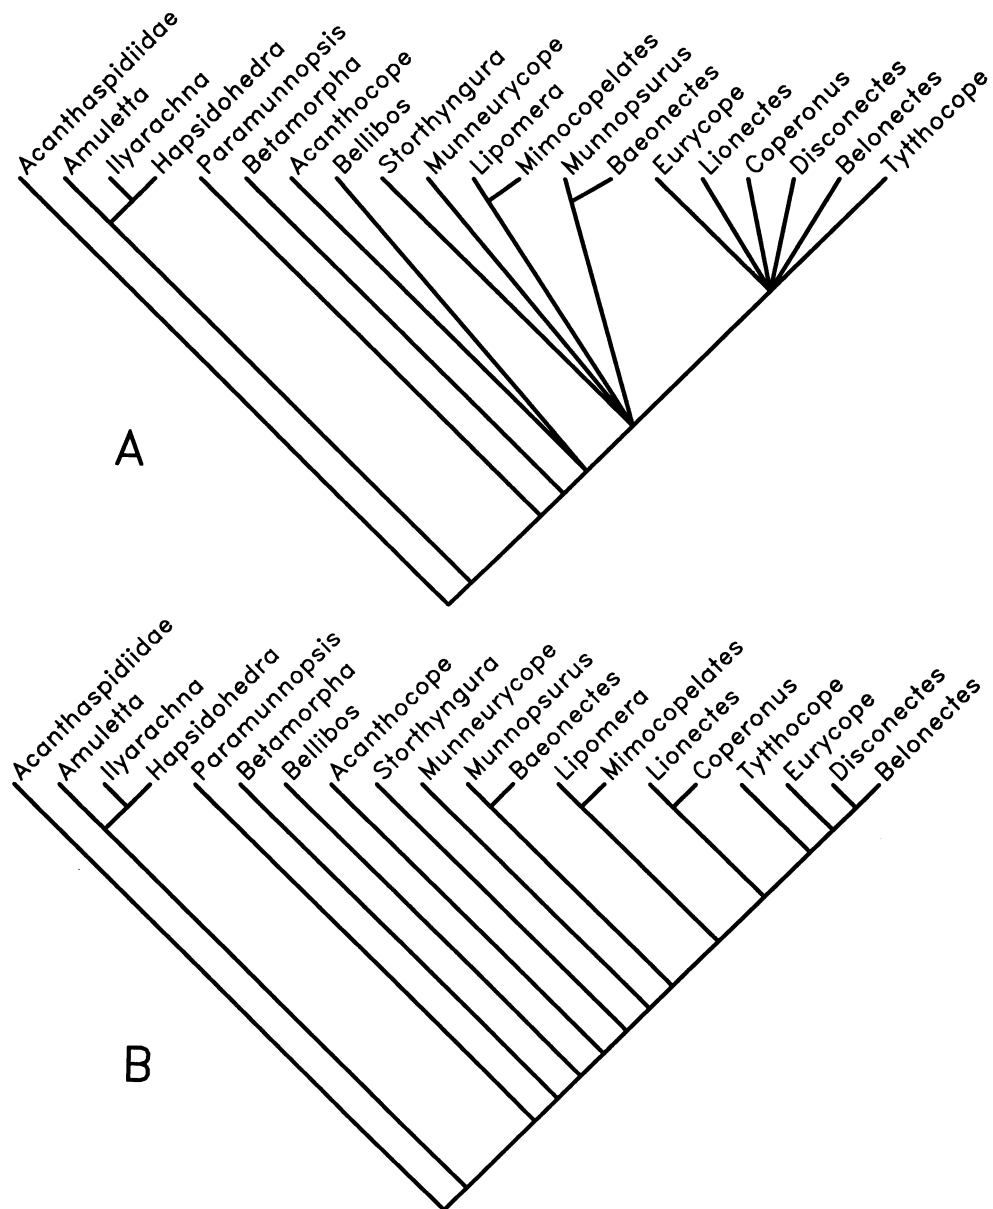 Acanthaspidiidae
Amuletta
Ilyarachna
Hapsidohedra
Paramunnopsis
Betamorpha
Acanthocope
Bellibos
Storthyngura
Munneurycope
Lipomera
Mimocopelates
Munnopsurus
Baeonectes
Eurycope
Lionectes
Coperonus
Disconectes
Belonectes
Tytthocope
A
Acanthaspidiidae
Amuletta
Ilyarachna
Hapsidohedra
Paramunnopsis
Betamorpha
Bellibos
Acanthocope
Storthyngura
Munneurycope
Munnopsurus
Baeonectes
Lipomera
Mimocopelates
Lionectes
Coperonus
Tytthocope
Eurycope
Disconectes
Belonectes
B